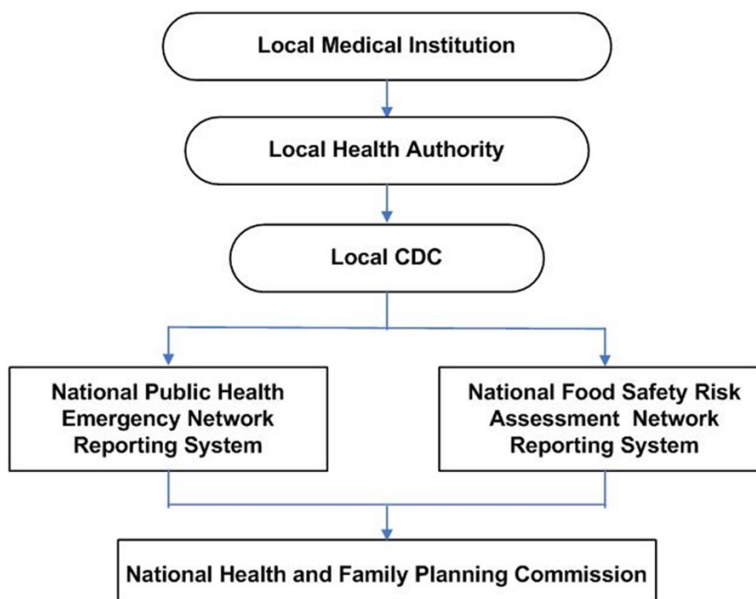 Local Medical Institution
Local Health Authority
Local CDC
National Public Health
Emergency Network
Reporting System
National Food Safety Risk
Assessment Network
Reporting System
National Health and Family Planning Commission